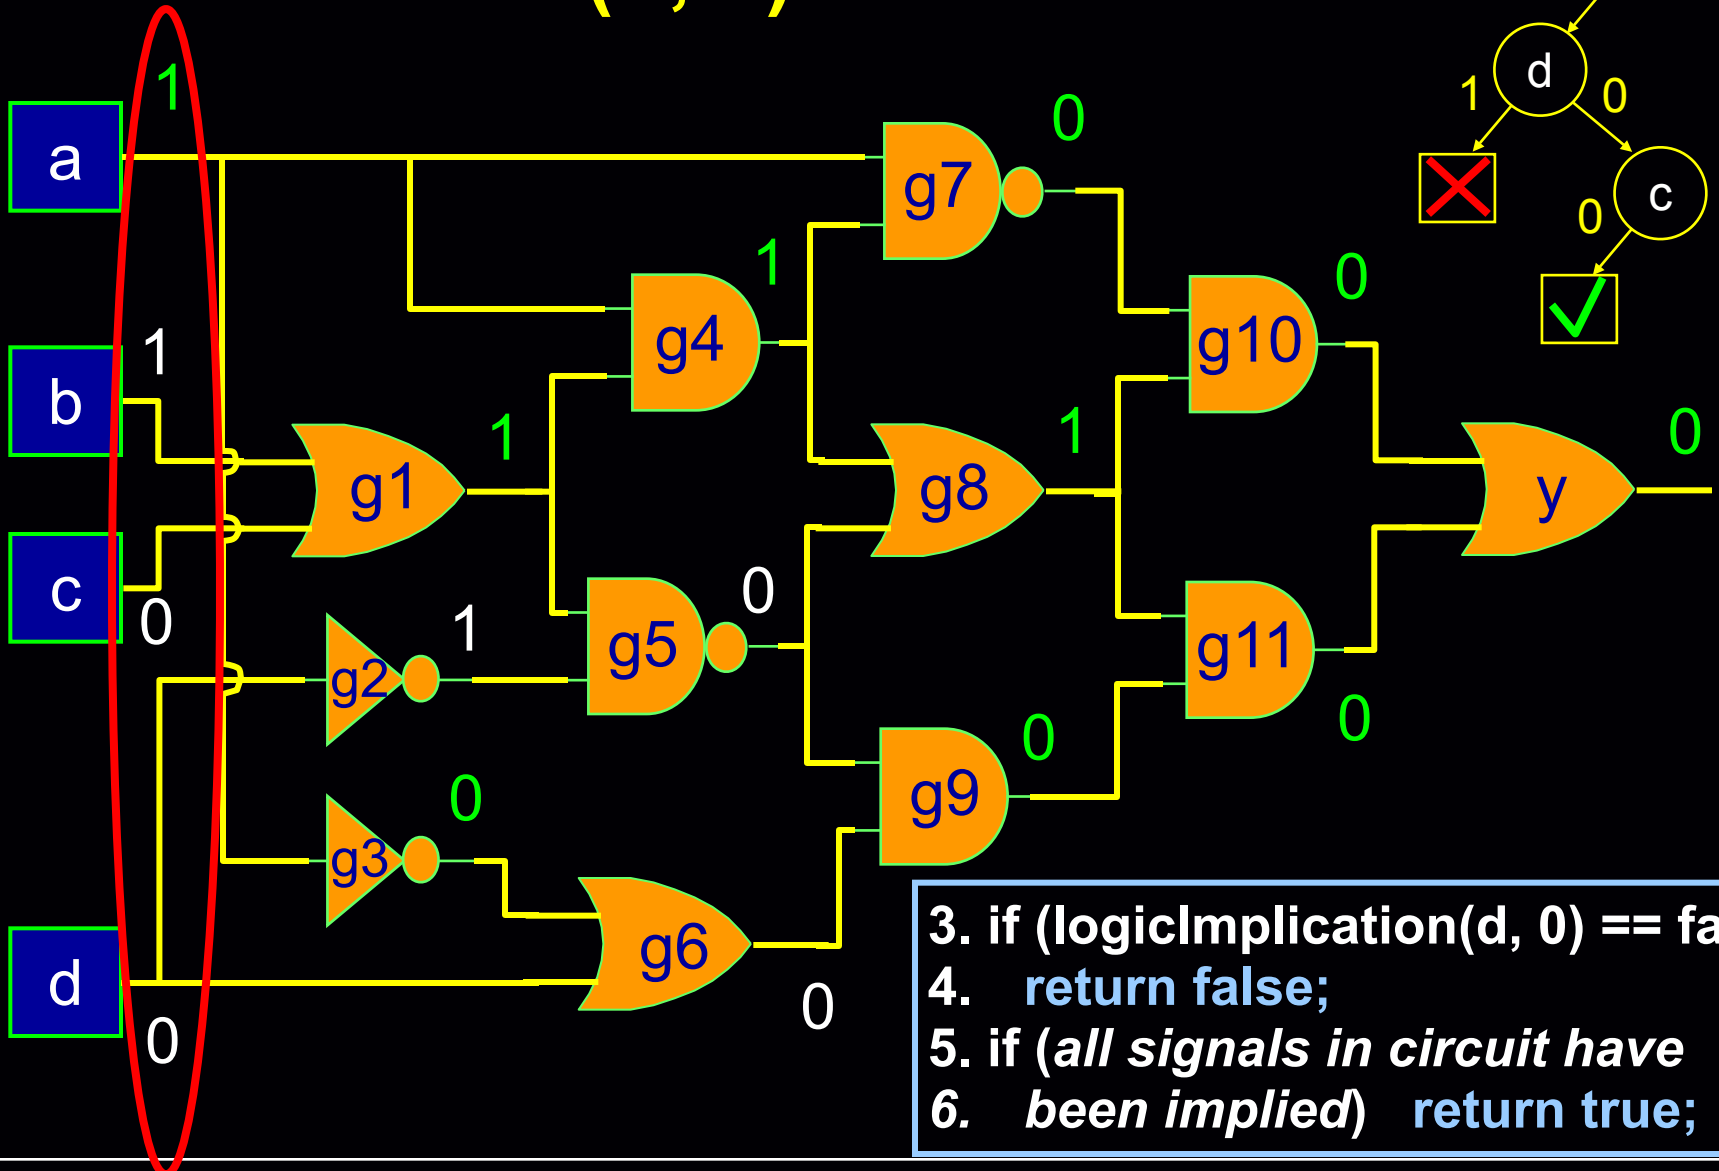 ( , )
1
a
1
b
c
0
d
0
g1
1
g2
1
g3
0
g4
1
g5
0
g6
0
g7
0
g8
1
g9
0
g10
0
g11
0
y
0
d
1 0
c
0
3. if (logicImplication(d, 0) == fa
4. return false;
5. if (all signals in circuit have
6. been implied) return true;